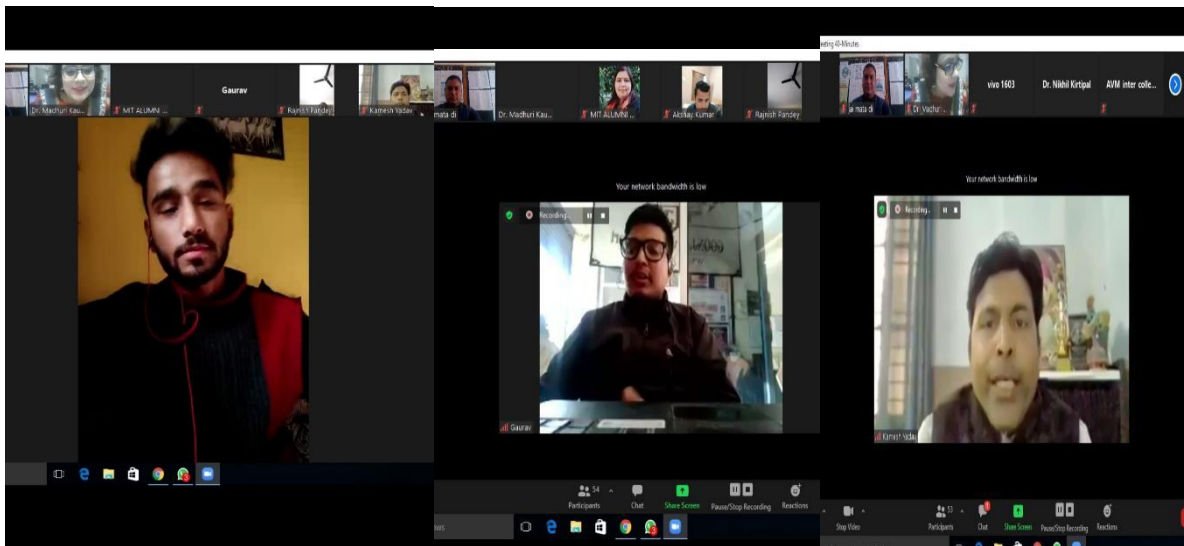 Dr. Madhuri Kau...
MIT ALUMNI ...
Gaurav
Rajnish Pandey
Kamesh Yadav
mata di
Dr. Madhuri Kau...
MIT ALUMNI ...
Akshay Kumar
Rajnish Pandey
Your network bandwidth is low
Recording...
Gaurav
54
Participants
Chat
Share Screen
Pause/Stop Recording
Reactions
eeting 40-Minutes
jai mata di
Dr. Madhuri ...
vivo 1603
Dr. Nikhil Kirtipal
AVM inter colle...
Your network bandwidth is low
Recording...
Kamesh Yadav
Stop Video
53
Participants
Chat
Share Screen
Pause/Stop Recording
Reactions